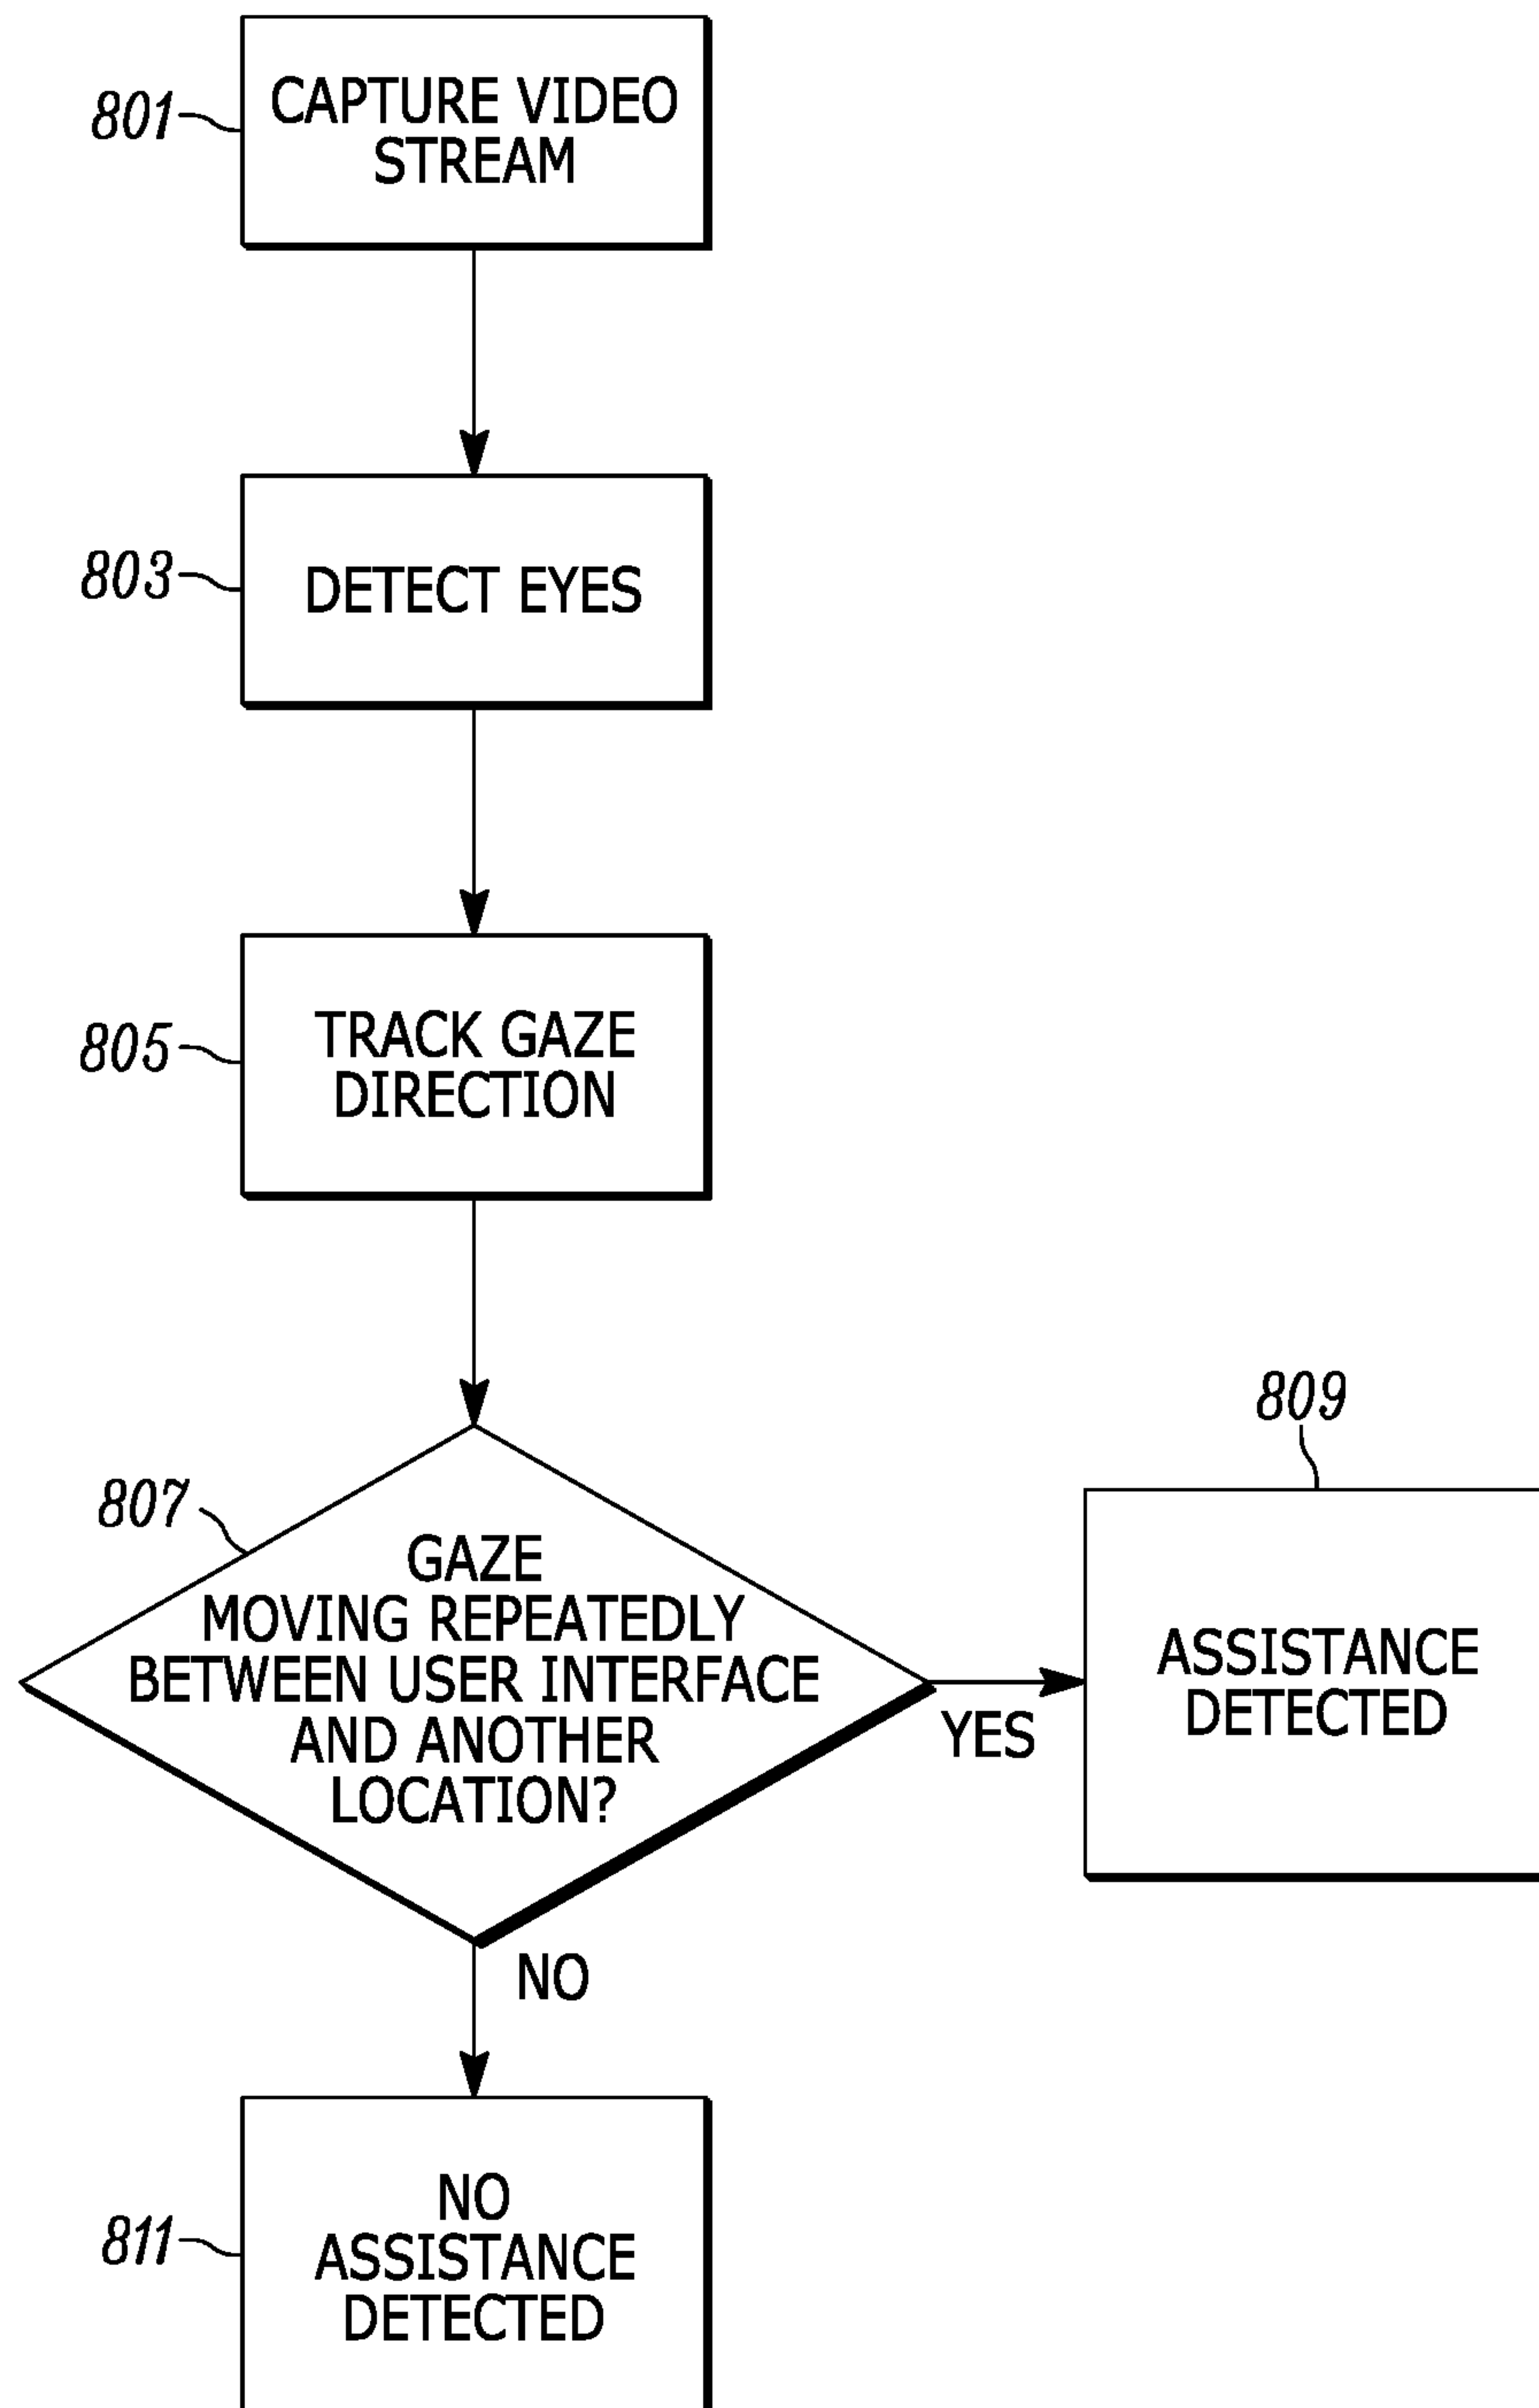 801
CAPTURE VIDEO
STREAM
803
DETECT EYES
805
TRACK GAZE
DIRECTION
807
GAZE
MOVING REPEATEDLY
BETWEEN USER INTERFACE
AND ANOTHER
LOCATION?
YES
809
ASSISTANCE
DETECTED
NO
811
NO
ASSISTANCE
DETECTED